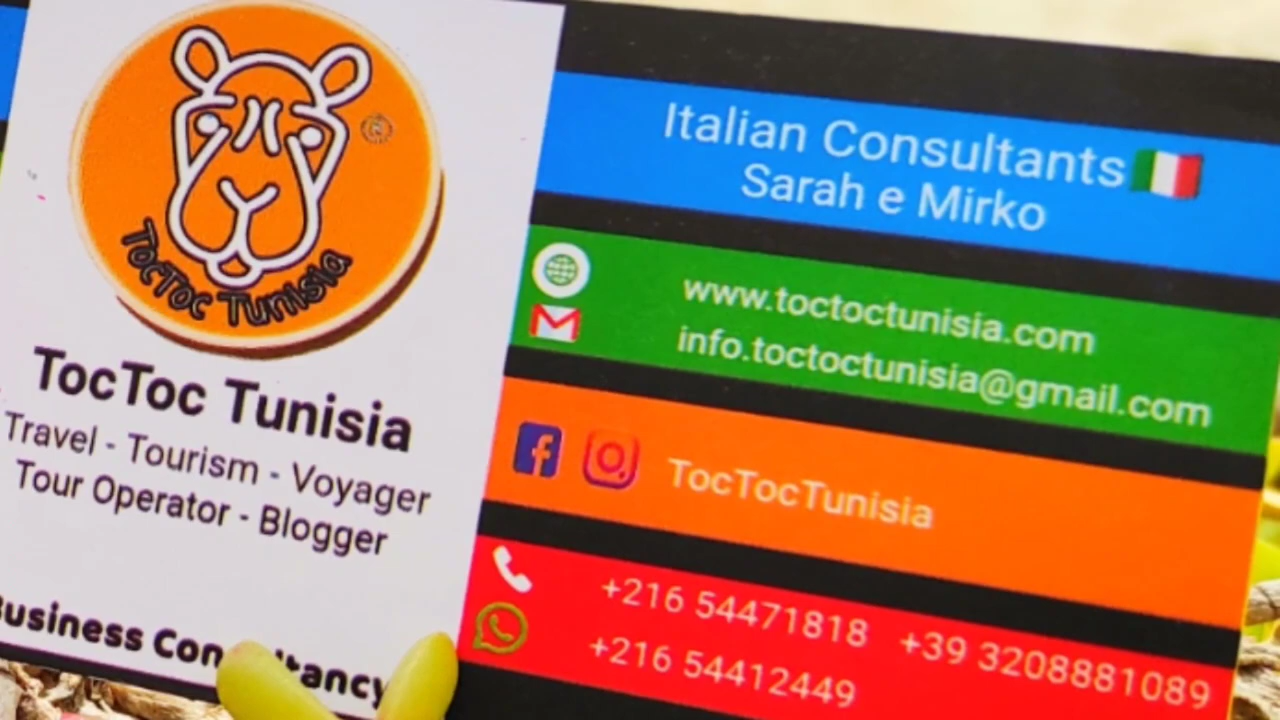 TocToc Tunisia
TocToc Tunisia
Travel - Tourism - Voyager
Tour Operator - Blogger
Italian Consultants
Sarah e Mirko
www.toctoctunisia.com
info.toctoctunisia@gmail.com
TocTocTunisia
+216 54471818 +39 3208881089
+216 54412449